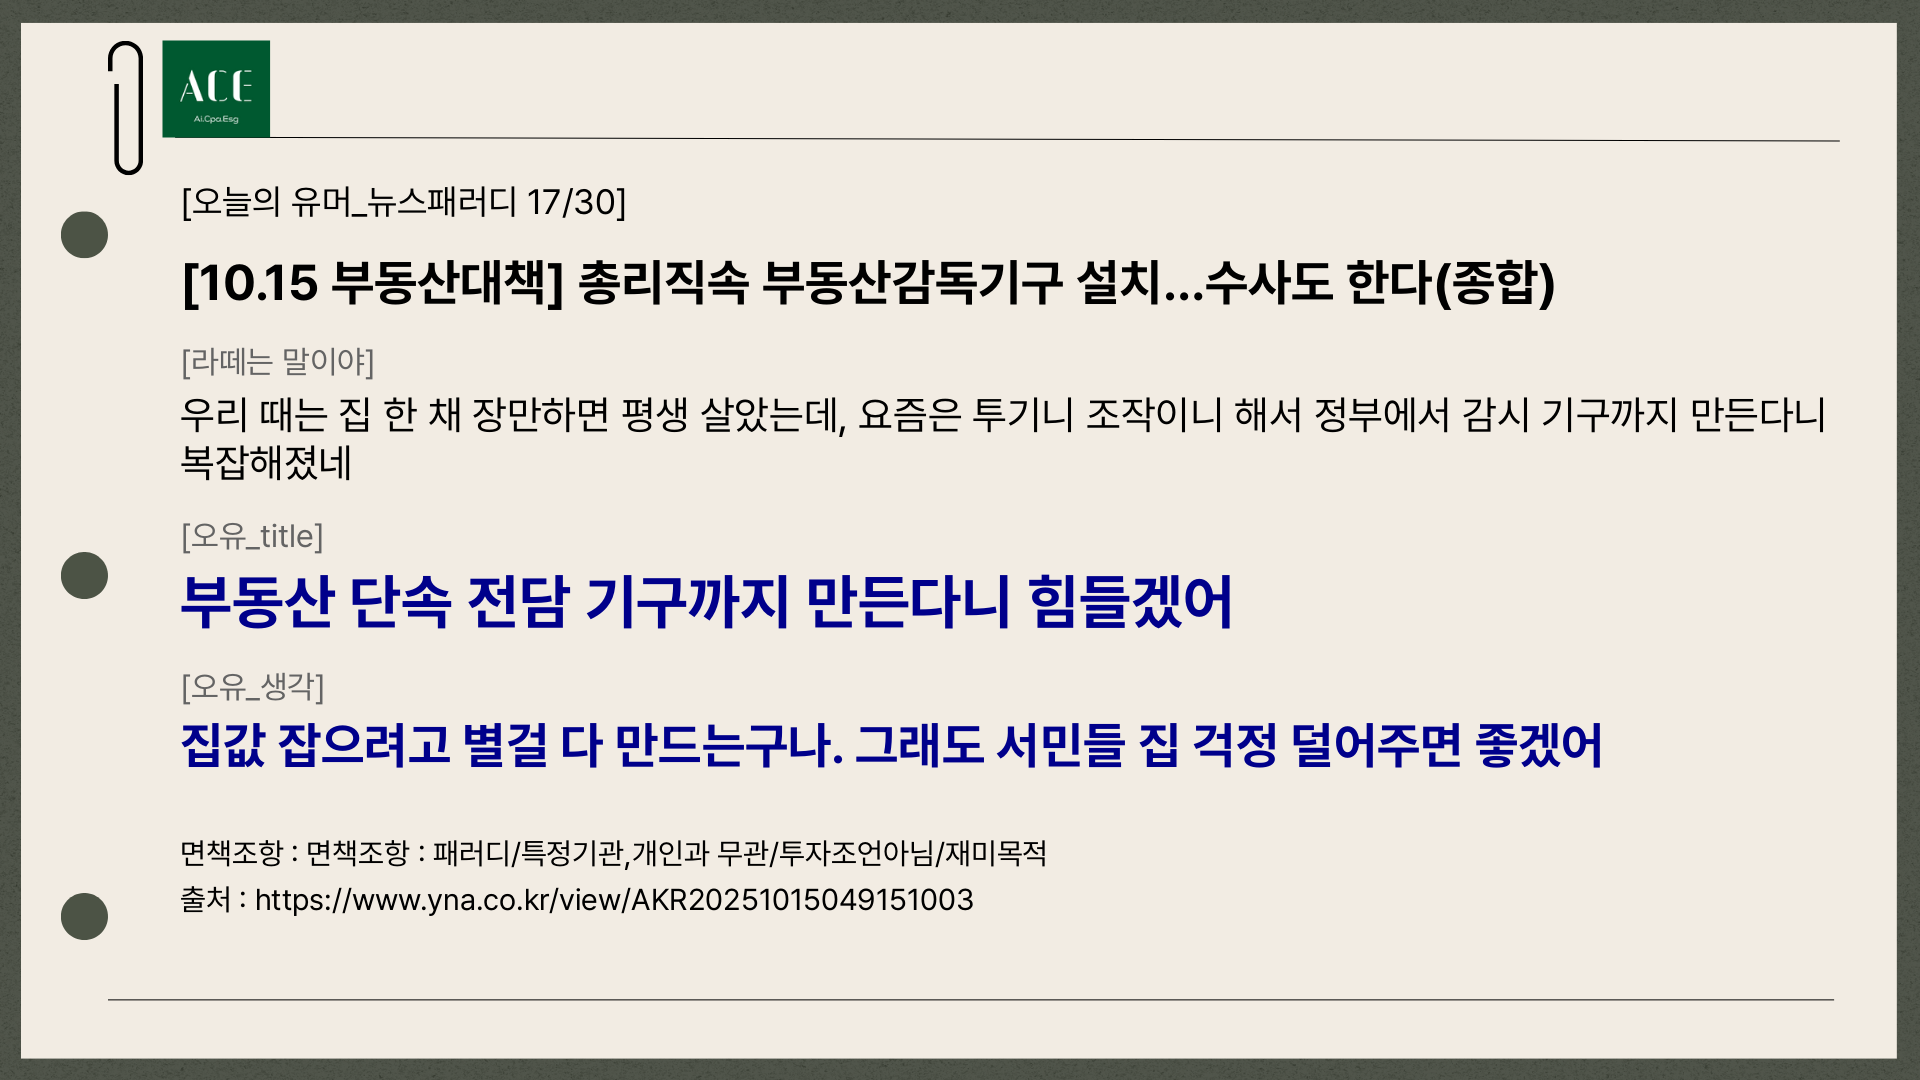 ACE
Ai.Cpa.Esg
[오늘의 유머_뉴스패러디 17/30]
[10.15 부동산대책] 총리직속 부동산감독기구 설치...수사도 한다(종합)
[라떼는 말이야]
우리 때는 집 한 채 장만하면 평생 살았는데, 요즘은 투기니 조작이니 해서 정부에서 감시 기구까지 만든다니
복잡해졌네
[오유_title]
부동산 단속 전담 기구까지 만든다니 힘들겠어
[오유_생각]
집값 잡으려고 별걸 다 만드는구나. 그래도 서민들 집 걱정 덜어주면 좋겠어
면책조항 : 면책조항 : 패러디/특정기관,개인과 무관/투자조언아님/재미목적
출처 : https://www.yna.co.kr/view/AKR20251015049151003